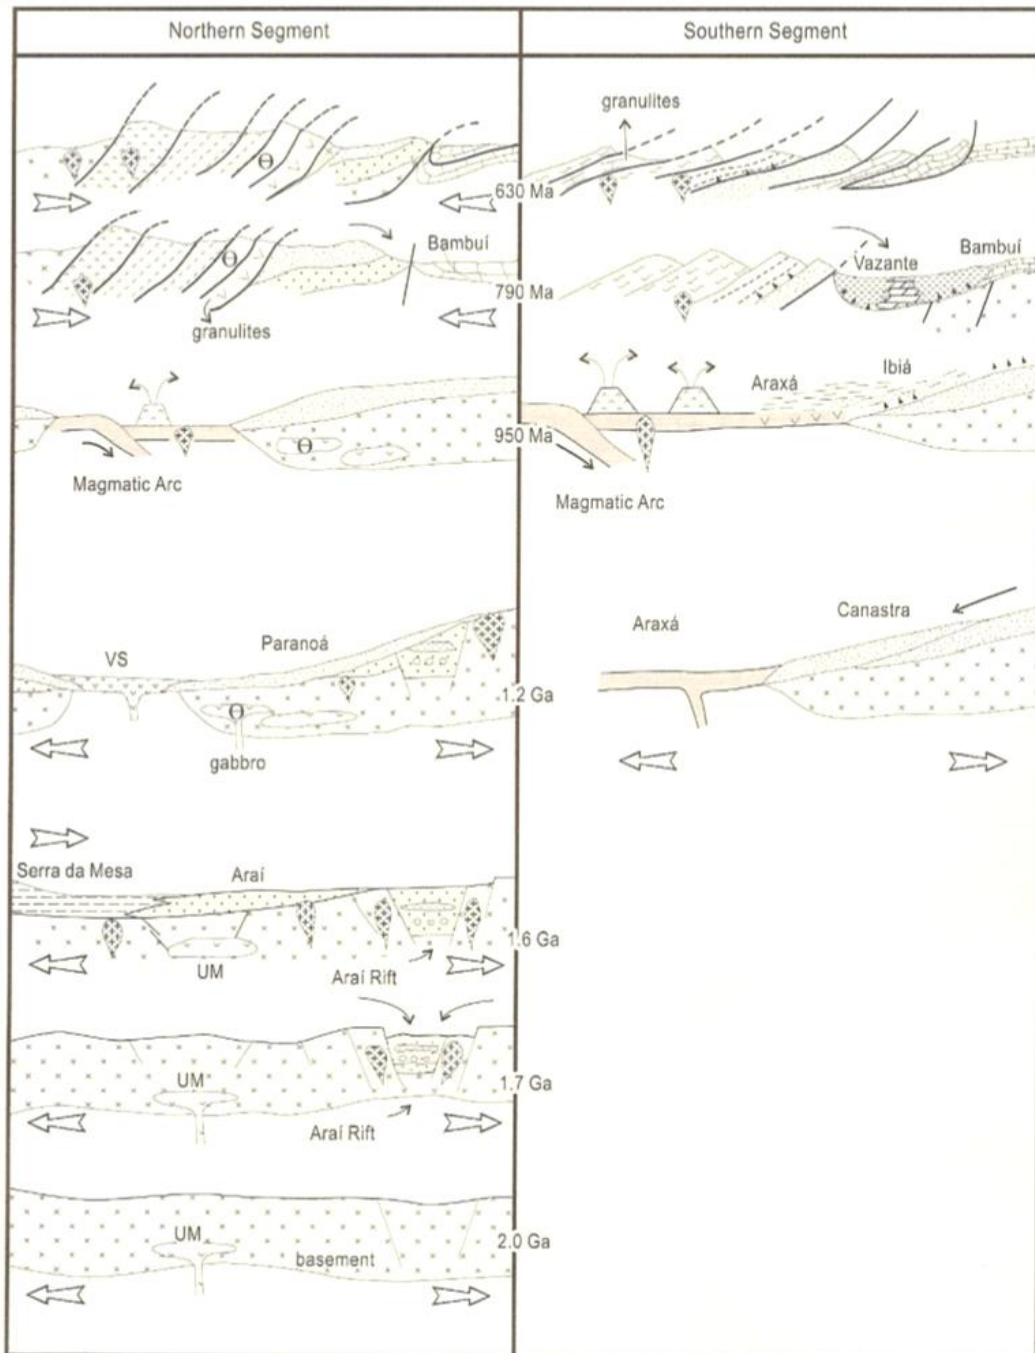 Northern Segment
Southern Segment
granulites
Θ
630 Ma
Bambuí
Θ
790 Ma
granulites
Vazante
Bambuí
Araxá
Ibiá
Θ
950 Ma
Magmatic Arc
Magmatic Arc
VS
Paranoá
Araxá
Canastra
Θ
1.2 Ga
gabbro
Serra da Mesa
Araí
1.6 Ga
UM
Araí Rift
UM
1.7 Ga
Araí Rift
UM
basement
2.0 Ga